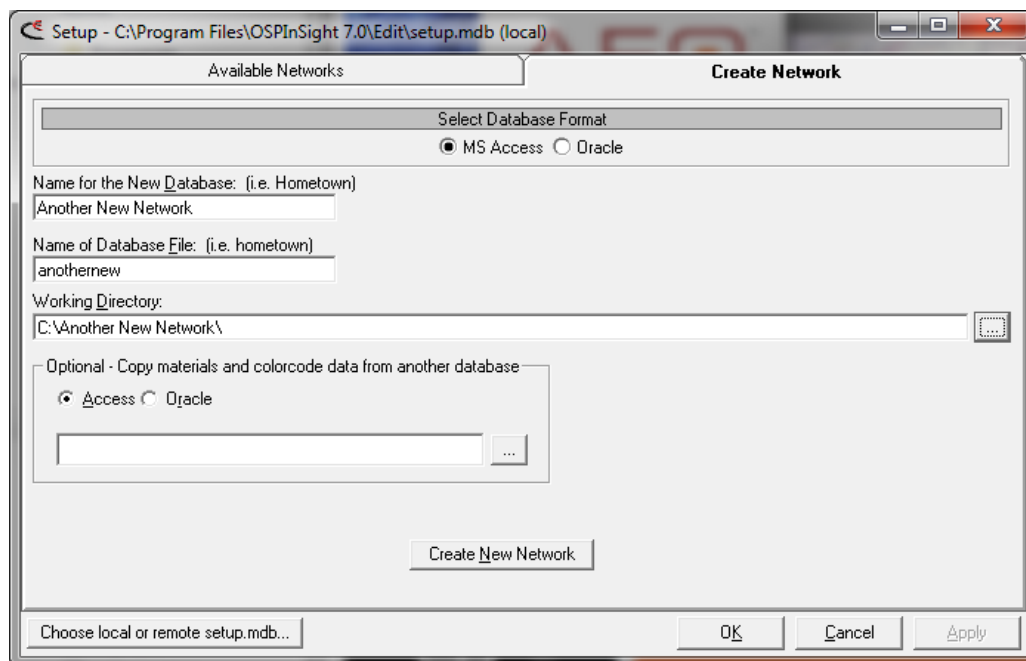 Setup - C:\Program Files\OSPInSight 7.0\Edit\setup.mdb (local)
Available Networks
Create Network
Select Database Format
MS Access Oracle
Name for the New Database: (i.e. Hometown)
Another New Network
Name of Database File: (i.e. hometown)
anothernew
Working Directory:
C:\Another New Network\
...
Optional - Copy materials and colorcode data from another database
Access Oracle
...
Create New Network
Choose local or remote setup.mdb...
OK
Cancel
Apply